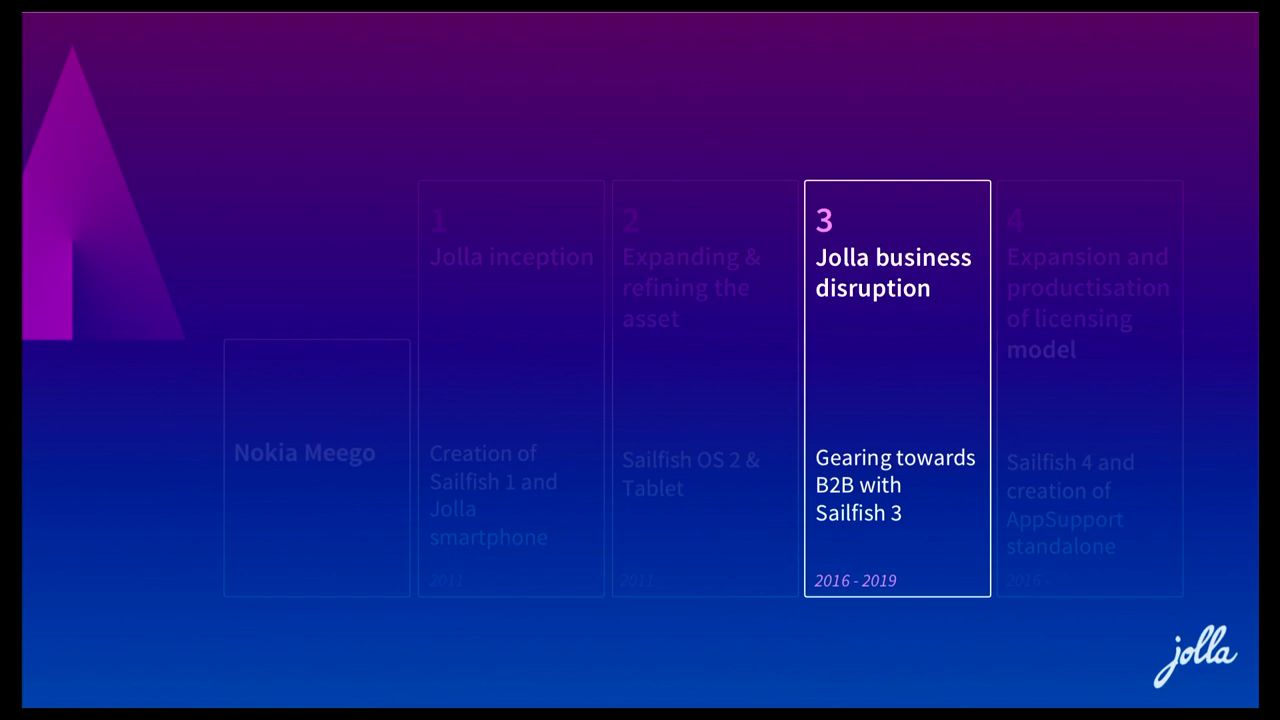 Nokia Meego
1
Jolla inception
Creation of
Sailfish 1 and
Jolla
smartphone
2011
2
Expanding &
refining the
asset
Sailfish OS 2 &
Tablet
2011
3
Jolla business
disruption
Gearing towards
B2B with
Sailfish 3
2016 - 2019
4
Expansion and
productisation
of licensing
model
Sailfish 4 and
creation of
AppSupport
standalone
jolla